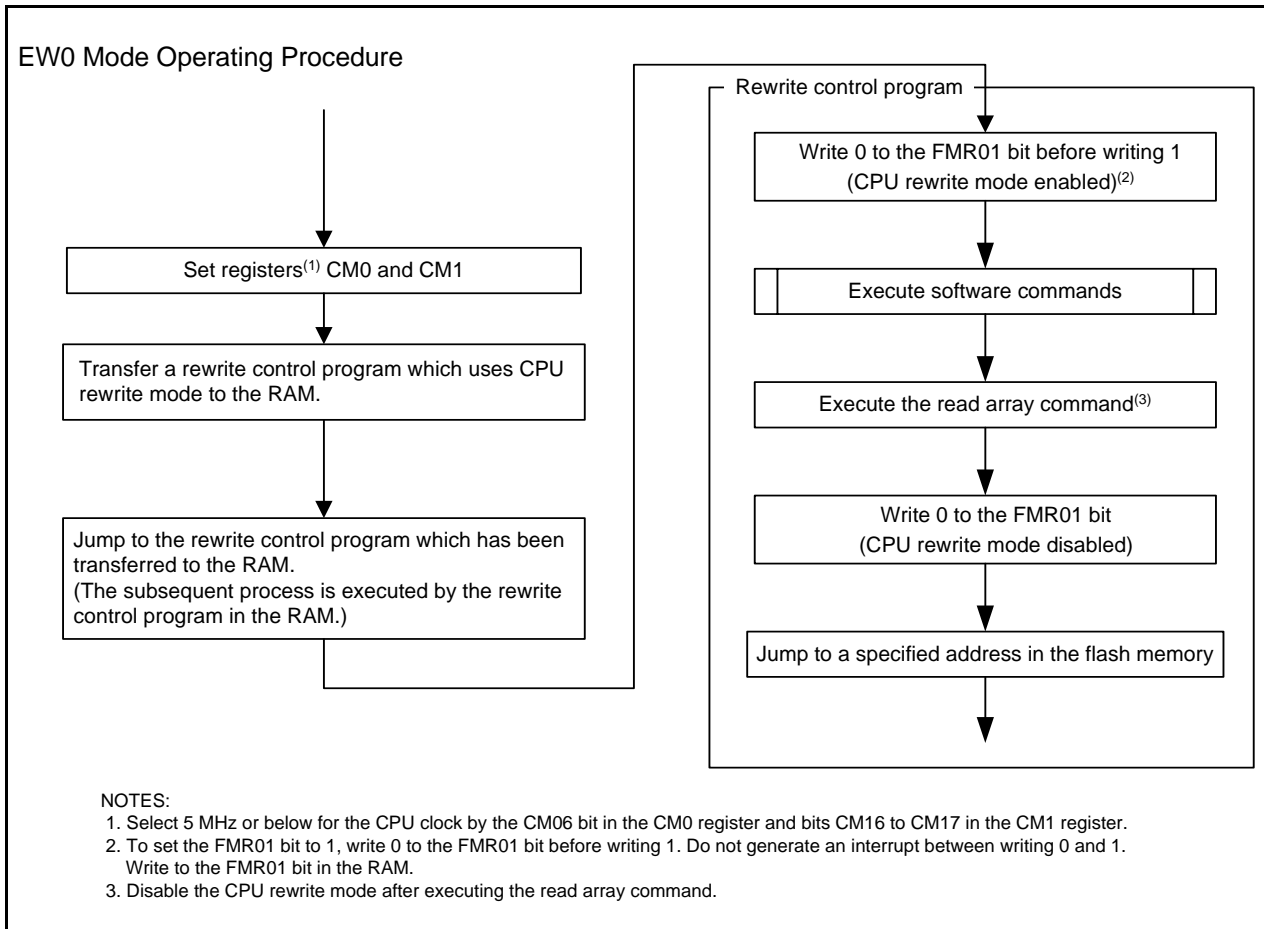 EW0 Mode Operating Procedure
Set registers(1) CM0 and CM1
Transfer a rewrite control program which uses CPU
rewrite mode to the RAM.
Jump to the rewrite control program which has been
transferred to the RAM.
(The subsequent process is executed by the rewrite
control program in the RAM.)
Rewrite control program
Write 0 to the FMR01 bit before writing 1
(CPU rewrite mode enabled)(2)
Execute software commands
Execute the read array command(3)
Write 0 to the FMR01 bit
(CPU rewrite mode disabled)
Jump to a specified address in the flash memory
NOTES:
1. Select 5 MHz or below for the CPU clock by the CM06 bit in the CM0 register and bits CM16 to CM17 in the CM1 register.
2. To set the FMR01 bit to 1, write 0 to the FMR01 bit before writing 1. Do not generate an interrupt between writing 0 and 1.
Write to the FMR01 bit in the RAM.
3. Disable the CPU rewrite mode after executing the read array command.